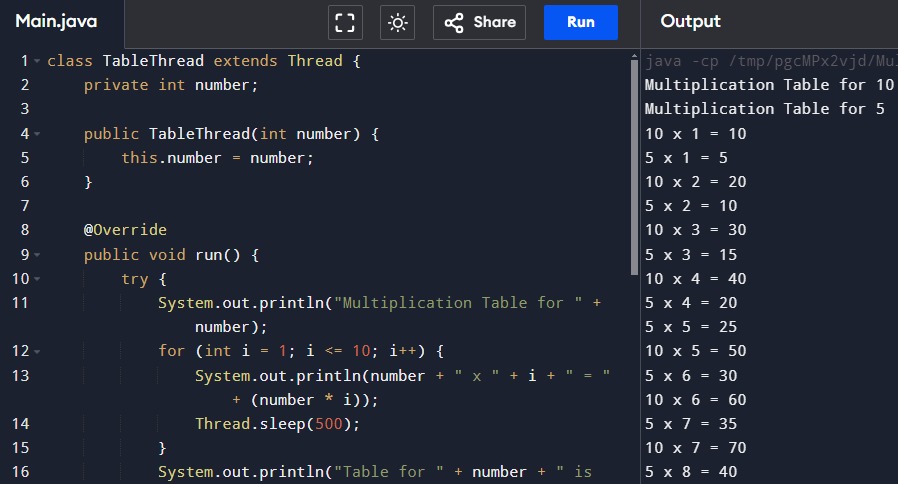 Main.java
Share
Run
Output
1 class TableThread extends Thread {
2 private int number;
3
4 public TableThread(int number) {
5 this.number = number;
6 }
7
8 @Override
9 public void run() {
10 try {
11 System.out.println("Multiplication Table for " +
number);
12 for (int i = 1; i <= 10; i++) {
13 System.out.println(number + " x " + i + " = "
+ (number * i));
14 Thread.sleep(500);
15 }
16 System.out.println("Table for " + number + " is
java -cp /tmp/pgcMPx2vjd/Mul
Multiplication Table for 10
Multiplication Table for 5
10 x 1 = 10
5 x 1 = 5
10 x 2 = 20
5 x 2 = 10
10 x 3 = 30
5 x 3 = 15
10 x 4 = 40
5 x 4 = 20
5 x 5 = 25
10 x 5 = 50
5 x 6 = 30
10 x 6 = 60
5 x 7 = 35
10 x 7 = 70
5 x 8 = 40